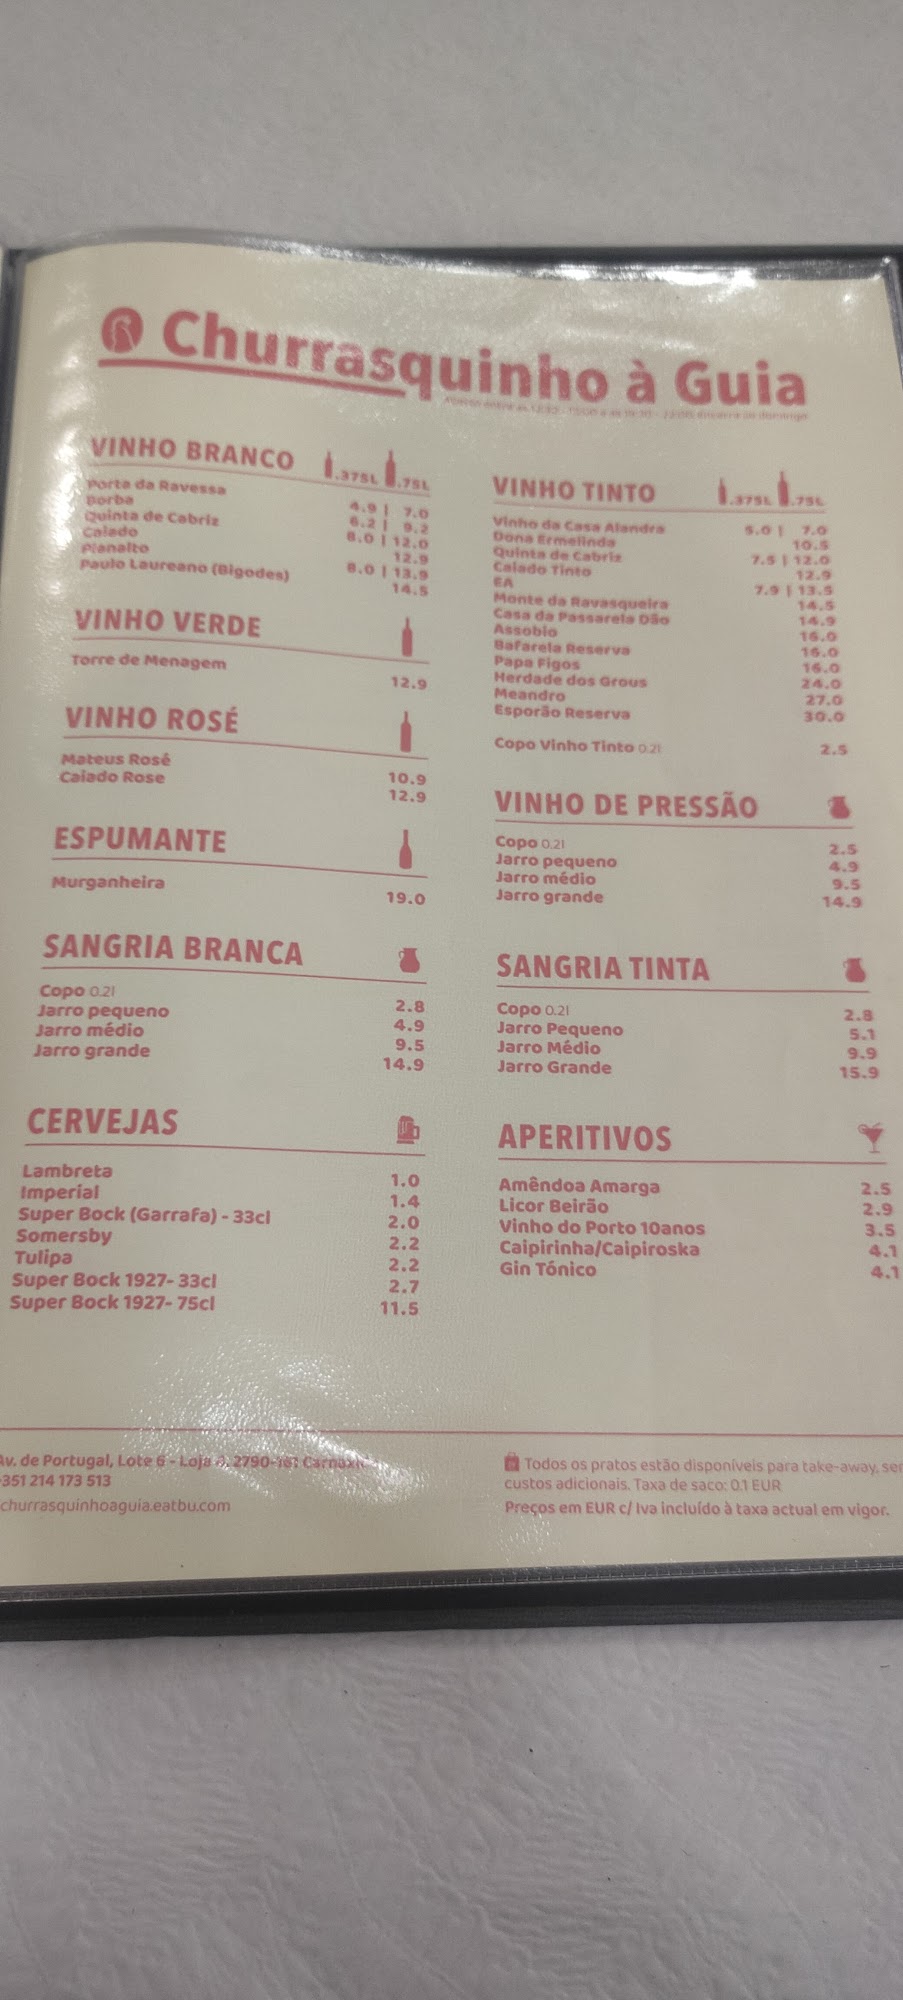 Churrasquinho à Guia
VINHO BRANCO .375L .75L
Porta da Ravessa 4.9 | 7.0
Borba 6.2 | 9.2
Quinta de Cabriz 8.0 | 12.0
Caiado 12.9
Planalto 8.0 | 13.9
Paulo Laureano (Bigodes) 14.5
VINHO VERDE
Torre de Menagem 12.9
VINHO ROSÉ
Mateus Rosé 10.9
Caiado Rose 12.9
ESPUMANTE
Murganheira 19.0
SANGRIA BRANCA
Copo 0.2l 2.8
Jarro pequeno 4.9
Jarro médio 9.5
Jarro grande 14.9
CERVEJAS
Lambreta 1.0
Imperial 1.4
Super Bock (Garrafa) - 33cl 2.0
Somersby 2.2
Tulipa 2.2
Super Bock 1927- 33cl 2.7
Super Bock 1927- 75cl 11.5
VINHO TINTO .375L .75L
Vinho da Casa Alandra 5.0 | 7.0
Dona Ermelinda 10.5
Quinta de Cabriz 7.5 | 12.0
Caiado Tinto 12.9
EA 7.9 | 13.5
Monte da Ravasqueira 14.5
Casa da Passarela Dão 14.9
Assobio 16.0
Bafarela Reserva 16.0
Papa Figos 16.0
Herdade dos Grous 24.0
Meandro 27.0
Esporão Reserva 30.0
Copo Vinho Tinto 0.2l 2.5
VINHO DE PRESSÃO
Copo 0.2l 2.5
Jarro pequeno 4.9
Jarro médio 9.5
Jarro grande 14.9
SANGRIA TINTA
Copo 0.2l 2.8
Jarro Pequeno 5.1
Jarro Médio 9.9
Jarro Grande 15.9
APERITIVOS
Amêndoa Amarga 2.5
Licor Beirão 2.9
Vinho do Porto 10anos 3.5
Caipirinha/Caipiroska 4.1
Gin Tónico 4.1
Av. de Portugal, Lote 6 - Loja 2790-
351 214 173 513
churrasquinhoaguia.eatbu.com
Todos os pratos estão disponíveis para take-away, se
custos adicionais. Taxa de saco: 0.1 EUR
Preços em EUR c/ Iva incluído à taxa actual em vigor.